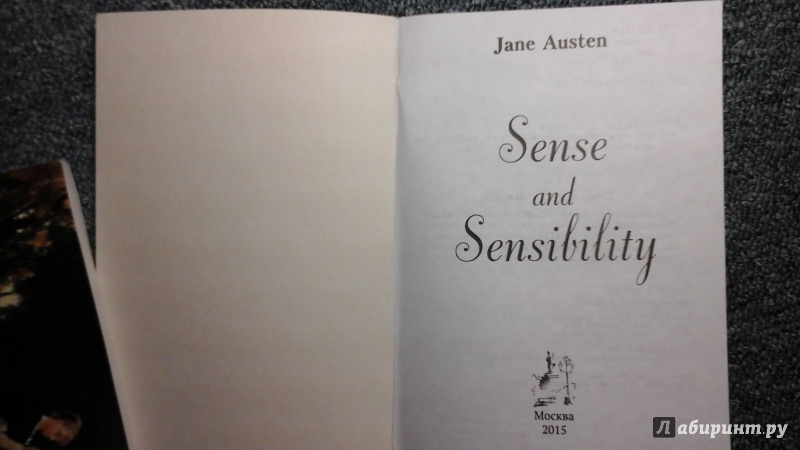 Jane Austen
Sense
and
Sensibility
Москва
2015
Лабиринт.ру